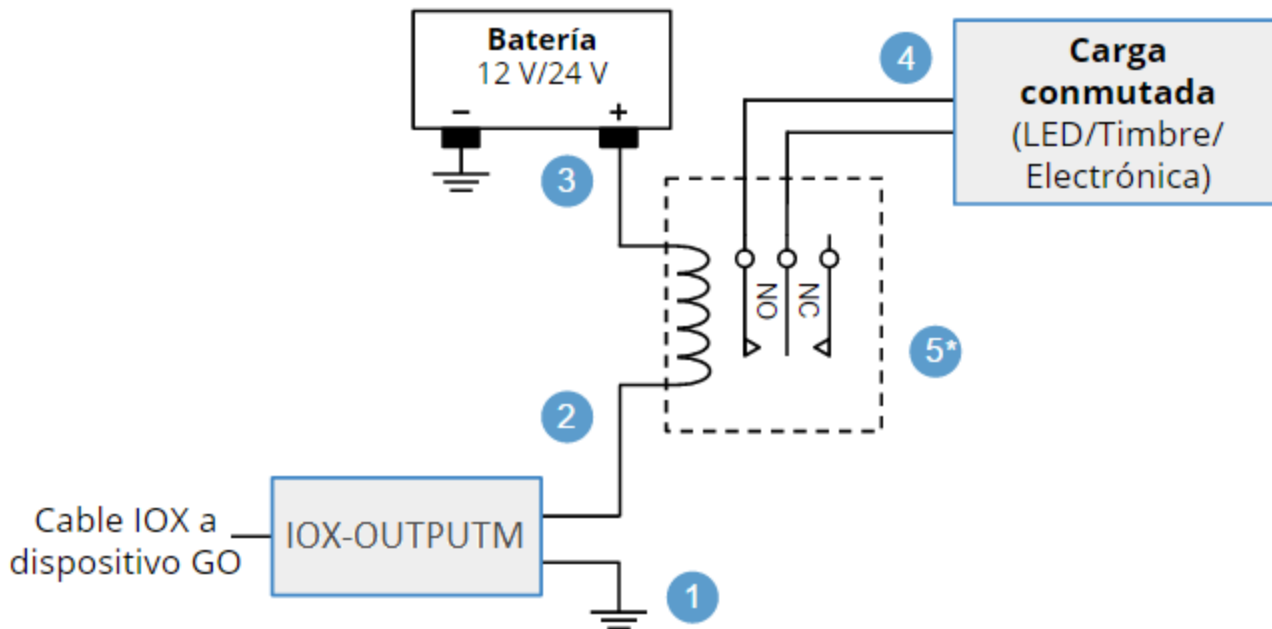 Batería
12 V/24 V
−
+
4
Carga
conmutada
(LED/Timbre/
Electrónica)
3
NO
NC
5*
2
Cable IOX a
dispositivo GO
IOX-OUTPUTM
1